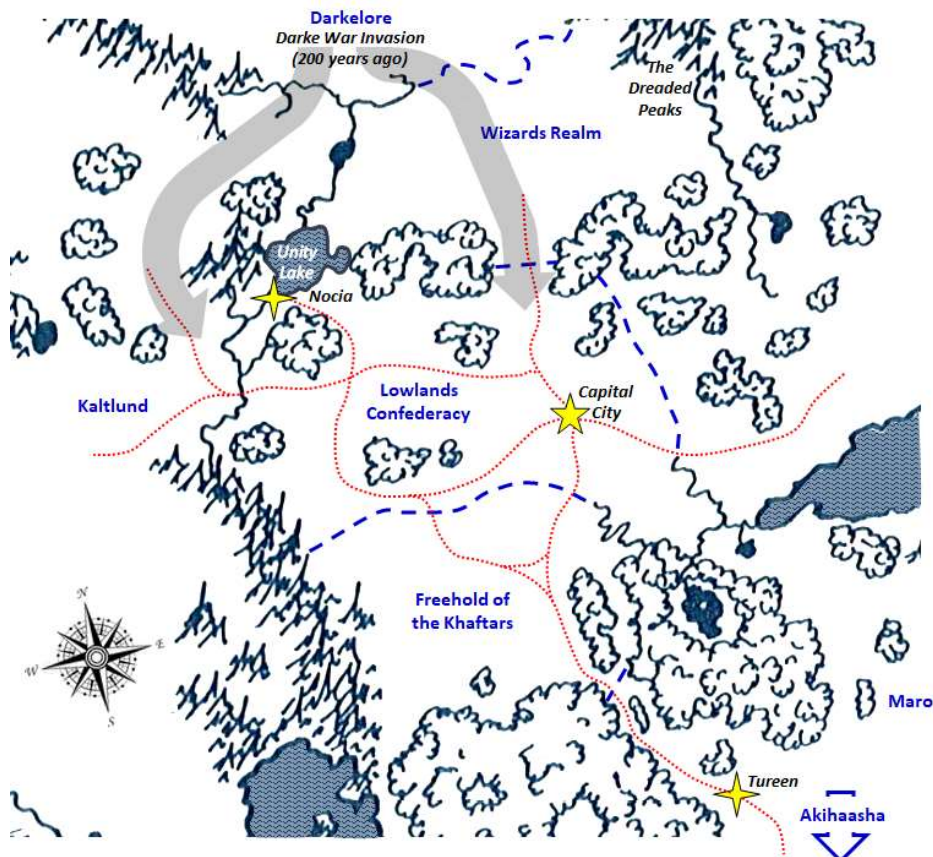 Darkelore
Darke War Invasion
(200 years ago)
The
Dreaded
Peaks
Wizards Realm
Unity
Lake
Nocia
Kaltlund
Lowlands
Confederacy
Capital
City
Freehold of
the Khaftars
N
W
E
S
Maro
Tureen
Akihaasha